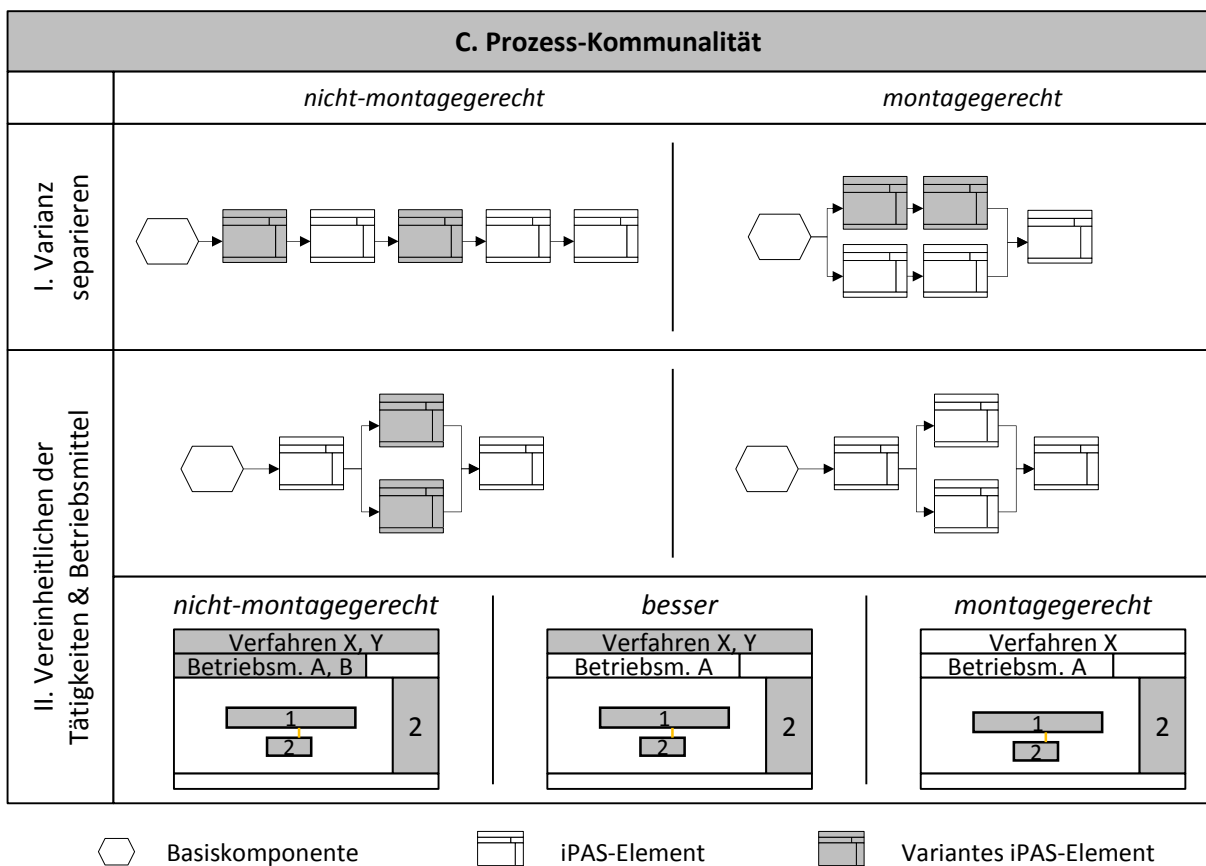 C. Prozess-Kommunalität
nicht-montagegerecht
montagegerecht
I. Varianz
separieren
II. Vereinheitlichen der
Tätigkeiten & Betriebsmittel
nicht-montagegerecht
besser
montagegerecht
Verfahren X, Y
Betriebsm. A, B
1
2
2
Verfahren X, Y
Betriebsm. A
1
2
2
Verfahren X
Betriebsm. A
1
2
2
Basiskomponente
iPAS-Element
Variantes iPAS-Element